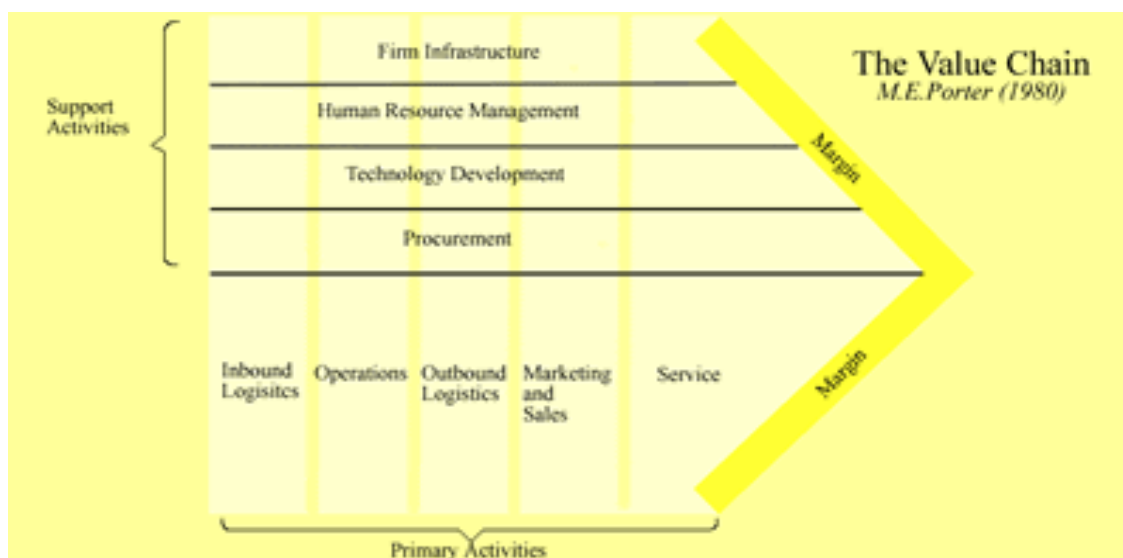 Firm Infrastructure
The Value Chain
M.E.Porter (1980)
Support
Activities
Human Resource Management
Margin
Technology Development
Procurement
Inbound
Logisitcs
Operations
Outbound
Logistics
Marketing
and
Sales
Service
Margin
Primary Activities